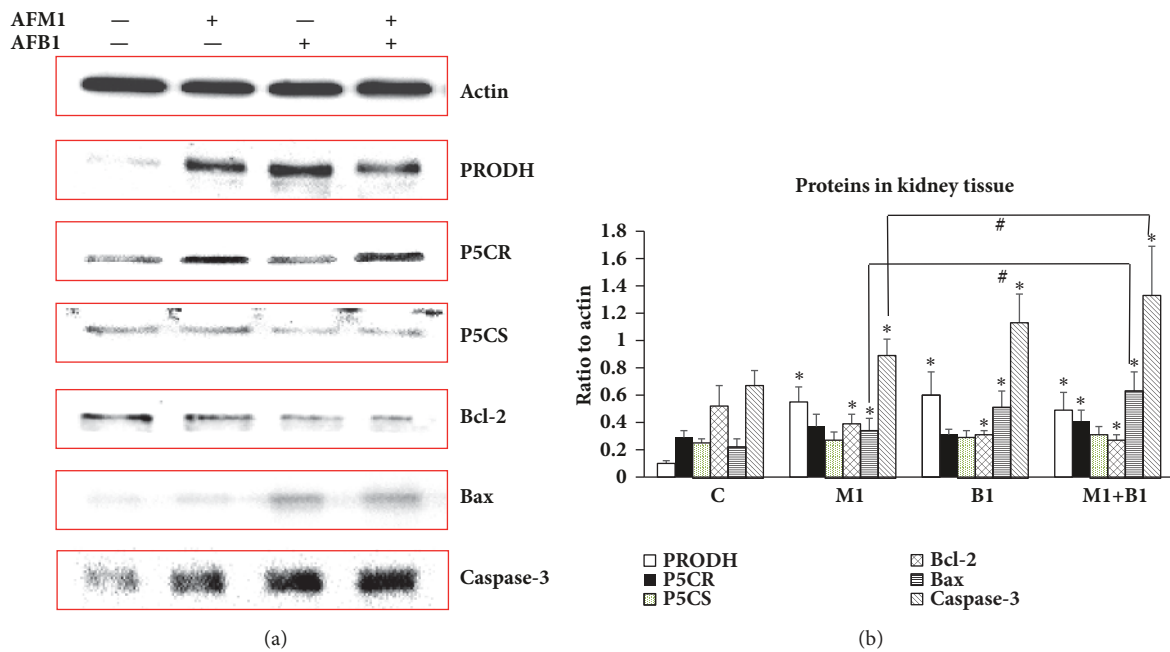 AFM1 — + — +
AFB1 — — + +
Actin
PRODH
P5CR
P5CS
Bcl-2
Bax
Caspase-3
(a)
Proteins in kidney tissue
Ratio to actin
1.8
1.6
1.4
1.2
1
0.8
0.6
0.4
0.2
0
# 
#
* * * *
* * *
* * * * *
C M1 B1 M1+B1
PRODH Bcl-2
P5CR Bax
P5CS Caspase-3
(b)